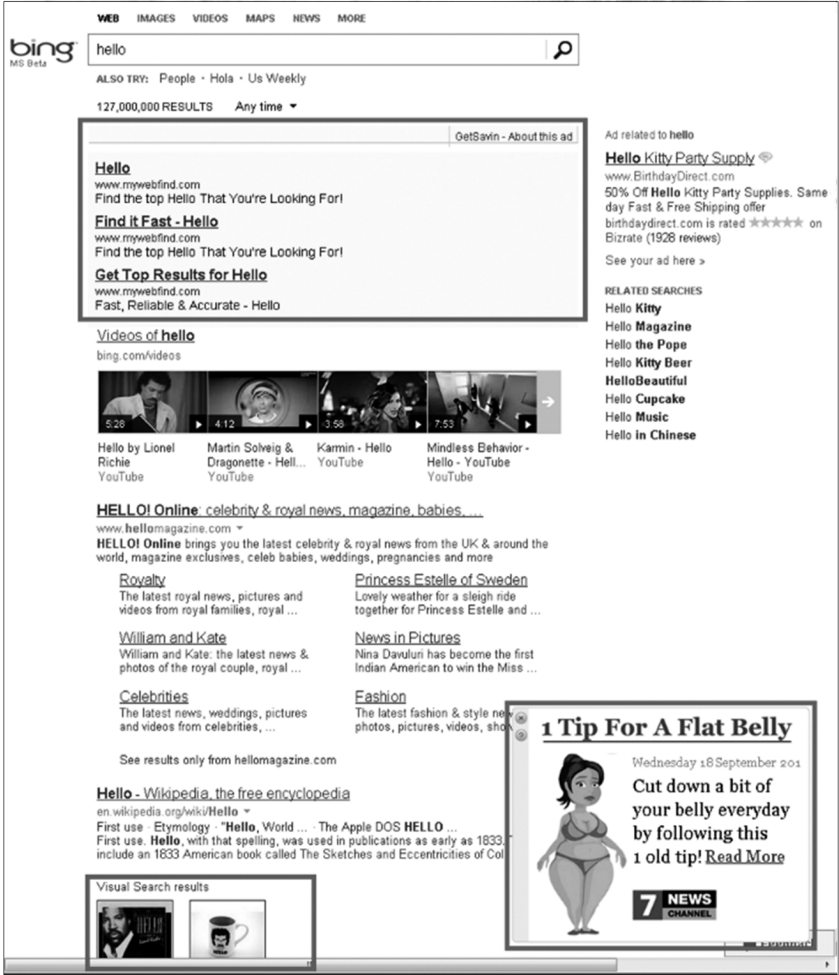 WEB IMAGES VIDEOS MAPS NEWS MORE
bing
MS Beta
hello
ALSO TRY: People · Hola · Us Weekly
127,000,000 RESULTS Any time
GetSavin - About this ad
Hello
www.mywebfind.com
Find the top Hello That You're Looking For!
Find it Fast - Hello
www.mywebfind.com
Find the top Hello That You're Looking For!
Get Top Results for Hello
www.mywebfind.com
Fast, Reliable & Accurate - Hello
Ad related to hello
Hello Kitty Party Supply
www.BirthdayDirect.com
50% Off Hello Kitty Party Supplies. Same
day Fast & Free Shipping offer
birthdaydirect.com is rated ★★★★★ on
Bizrate (1928 reviews)
See your ad here »
RELATED SEARCHES
Hello Kitty
Hello Magazine
Hello the Pope
Hello Kitty Beer
HelloBeautiful
Hello Cupcake
Hello Music
Hello in Chinese
Videos of hello
bing.com/videos
5:28 4:12 3:58 7:53
Hello by Lionel
Richie
YouTube
Martin Solveig &
Dragonette - Hell...
YouTube
Karmin - Hello
YouTube
Mindless Behavior -
Hello - YouTube
YouTube
HELLO! Online: celebrity & royal news, magazine, babies, ...
www.hellomagazine.com
HELLO! Online brings you the latest celebrity & royal news from the UK & around the
world, magazine exclusives, celeb babies, weddings, pregnancies and more
Royalty
The latest royal news, pictures and
videos from royal families, royal ...
Princess Estelle of Sweden
Lovely weather for a sleigh ride
together for Princess Estelle and ...
William and Kate
William and Kate: the latest news &
photos of the royal couple, royal ...
News in Pictures
Nina Davuluri has become the first
Indian American to win the Miss ...
Celebrities
The latest news, weddings, pictures
and videos from celebrities, ...
Fashion
The latest fashion & style
photos, pictures, videos,
See results only from hellomagazine.com
Hello - Wikipedia, the free encyclopedia
en.wikipedia.org/wiki/Hello
First use · Etymology · "Hello, World ... · The Apple DOS HELLO ...
First use. Hello, with that spelling, was used in publications as early as 1833.
include an 1833 American book called The Sketches and Eccentricities of Col
Visual Search results
HELLO
1 Tip For A Flat Belly
Wednesday 18 September 201
Cut down a bit of
your belly everyday
by following this
1 old tip! Read More
7 NEWS
CHANNEL